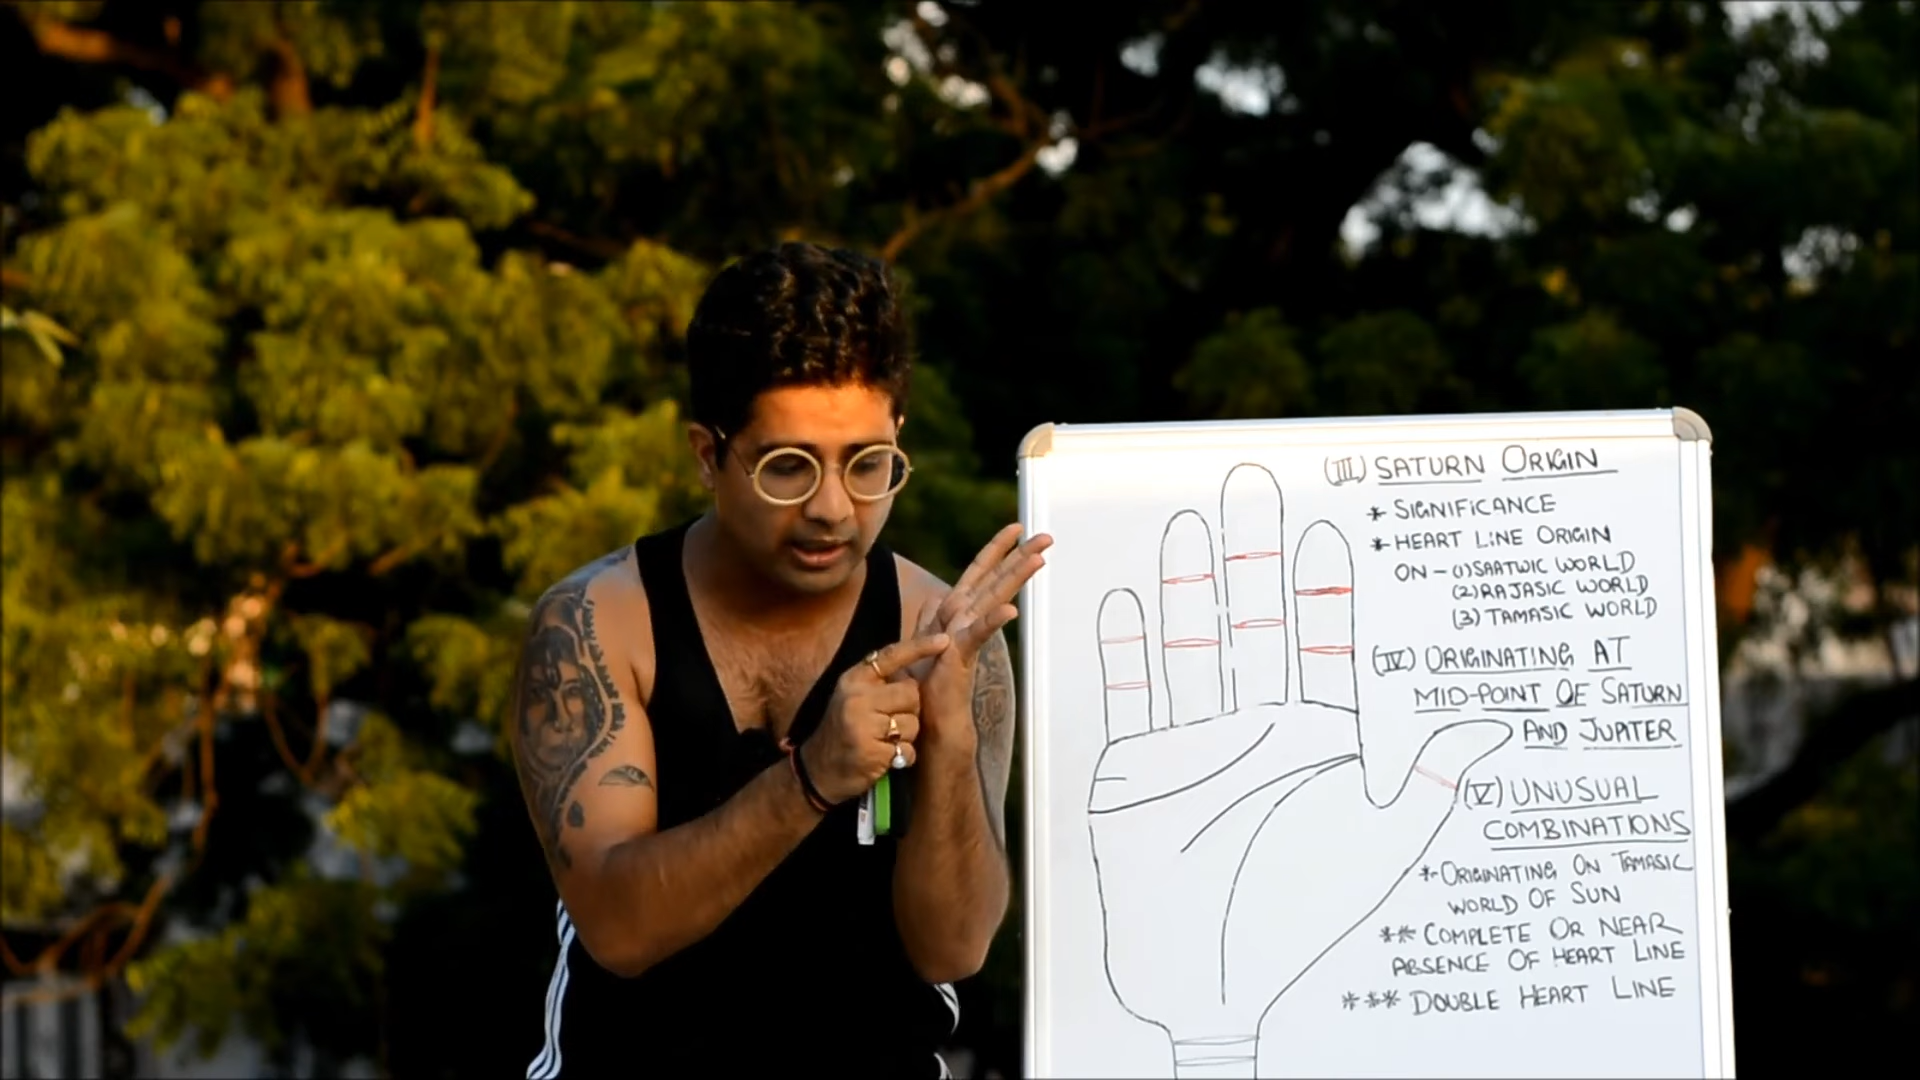 (III) SATURN ORIGIN
* SIGNIFICANCE
* HEART LINE ORIGIN
ON - (1) SAATWIC WORLD
(2) RAJASIC WORLD
(3) TAMASIC WORLD
(IV) ORIGINATING AT
MID-POINT OF SATURN
AND JUPITER
(V) UNUSUAL
COMBINATIONS
* ORIGINATING ON TAMASIC
WORLD OF SUN
** COMPLETE OR NEAR
ABSENCE OF HEART LINE
*** DOUBLE HEART LINE